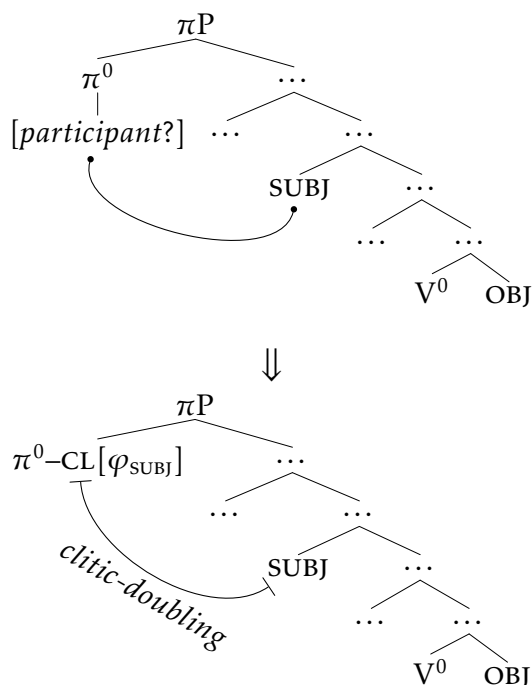 πP
π⁰ ...
[participant?] ... ...
SUBJ ...
... ...
V⁰ OBJ
⇓
πP
π⁰–CL[φSUBJ] ...
... ...
SUBJ ...
clitic-doubling
... ...
V⁰ OBJ